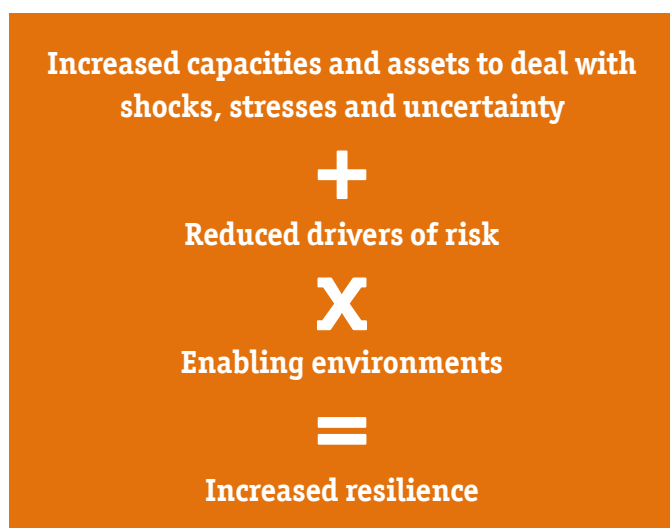 Increased capacities and assets to deal with
shocks, stresses and uncertainty
+
Reduced drivers of risk
X
Enabling environments
=
Increased resilience